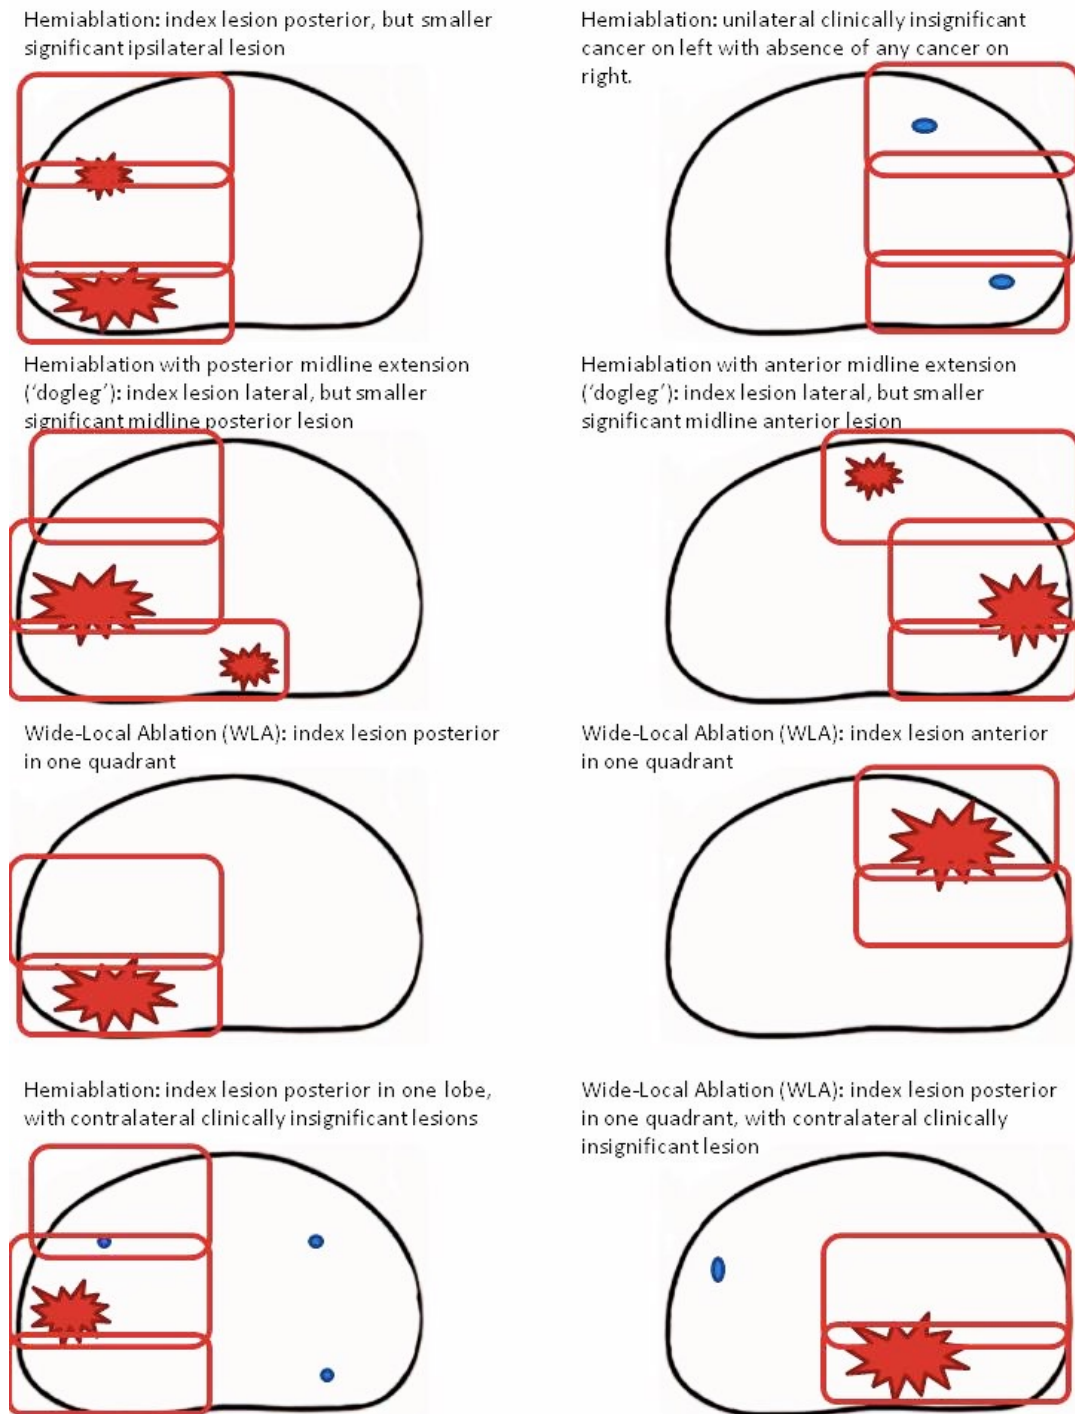 Hemiablation: index lesion posterior, but smaller
significant ipsilateral lesion
Hemiablation: unilateral clinically insignificant
cancer on left with absence of any cancer on
right.
Hemiablation with posterior midline extension
(‘dogleg’): index lesion lateral, but smaller
significant midline posterior lesion
Hemiablation with anterior midline extension
(‘dogleg’): index lesion lateral, but smaller
significant midline anterior lesion
Wide-Local Ablation (WLA): index lesion posterior
in one quadrant
Wide-Local Ablation (WLA): index lesion anterior
in one quadrant
Hemiablation: index lesion posterior in one lobe,
with contralateral clinically insignificant lesions
Wide-Local Ablation (WLA): index lesion posterior
in one quadrant, with contralateral clinically
insignificant lesion